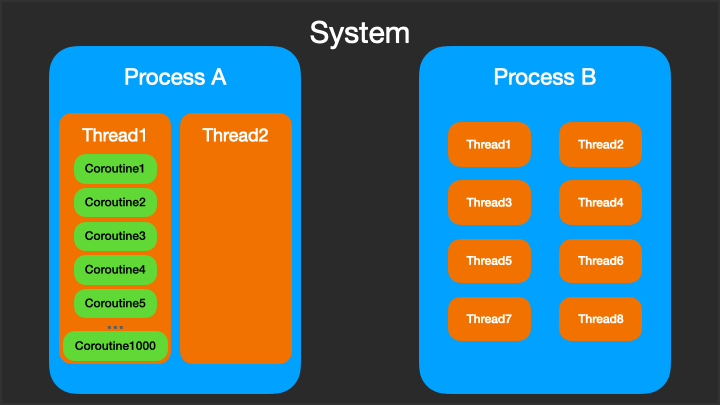 System
Process A
Thread1
Coroutine1
Coroutine2
Coroutine3
Coroutine4
Coroutine5
...
Coroutine1000
Thread2
Process B
Thread1
Thread2
Thread3
Thread4
Thread5
Thread6
Thread7
Thread8